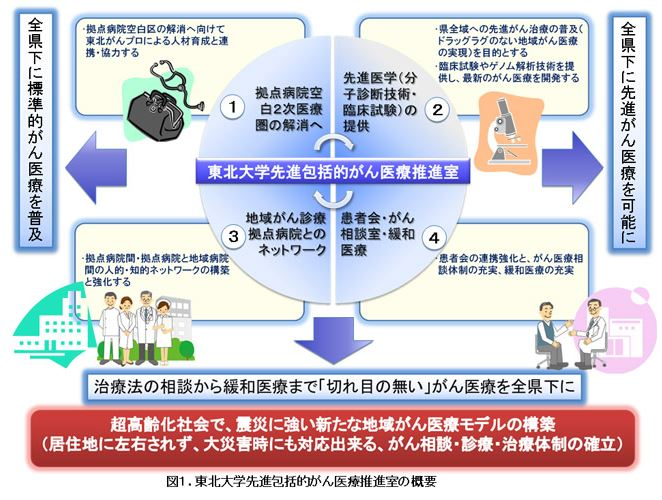 全県下に標準的がん医療を普及
・拠点病院空白区の解消へ向けて
東北がんプロによる人材育成と連
携・協力する
① 拠点病院空
白2次医療
圏の解消へ
先進医学(分
子診断技術・
臨床試験)の
提供 ②
・県全域への先進がん治療の普及(
ドラッグラグのない地域がん医療
の実現)を目的とする
・臨床試験やゲノム解析技術を提
供し、最新のがん医療を開発する
全県下に先進がん医療を可能に
東北大学先進包括的がん医療推進室
③ 地域がん診療
拠点病院との
ネットワーク
患者会・がん
相談室・緩和
医療 ④
・拠点病院間・拠点病院と地域病院
間の人的・知的ネットワークの構築
と強化する
・患者会の連携強化と、がん医療相
談体制の充実、緩和医療の充実
治療法の相談から緩和医療まで「切れ目の無い」がん医療を全県下に
超高齢化社会で、震災に強い新たな地域がん医療モデルの構築
(居住地に左右されず、大災害時にも対応出来る、がん相談・診療・治療体制の確立)
図1.東北大学先進包括的がん医療推進室の概要